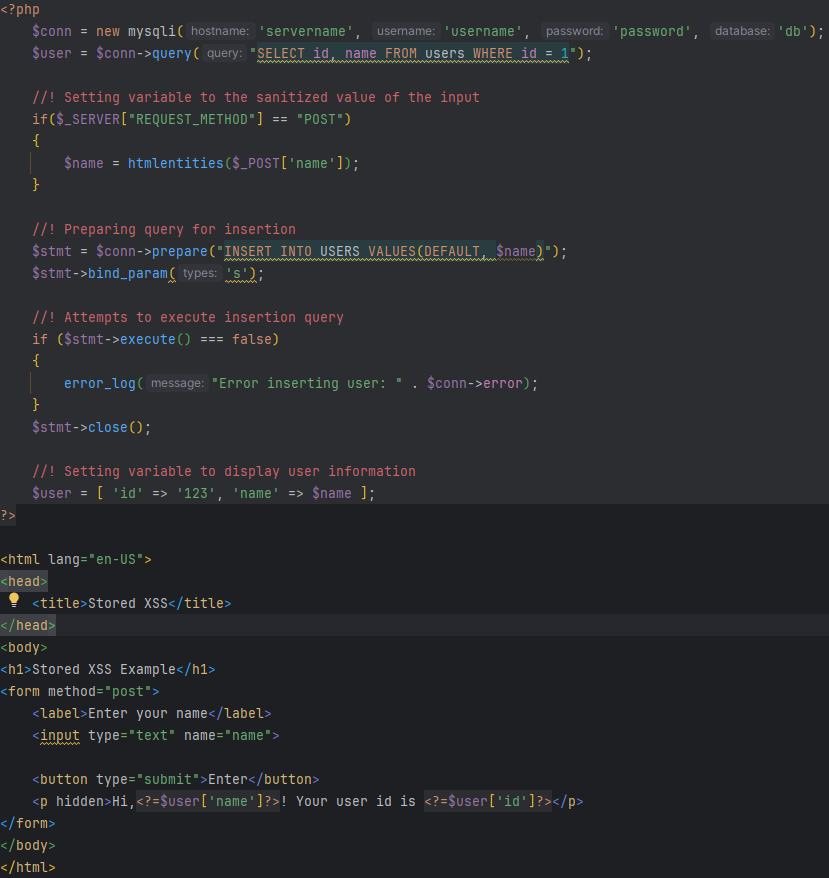 <?php
    $conn = new mysqli( hostname: 'servername', username: 'username', password: 'password', database: 'db');
    $user = $conn->query( query: "SELECT id, name FROM users WHERE id = 1");

    //! Setting variable to the sanitized value of the input
    if($_SERVER["REQUEST_METHOD"] == "POST")
    {
        $name = htmlentities($_POST['name']);
    }

    //! Preparing query for insertion
    $stmt = $conn->prepare("INSERT INTO USERS VALUES(DEFAULT, $name)");
    $stmt->bind_param( types: 's');

    //! Attempts to execute insertion query
    if ($stmt->execute() === false)
    {
        error_log( message: "Error inserting user: " . $conn->error);
    }
    $stmt->close();

    //! Setting variable to display user information
    $user = [ 'id' => '123', 'name' => $name ];
?>

<html lang="en-US">
<head>
    <title>Stored XSS</title>
</head>
<body>
<h1>Stored XSS Example</h1>
<form method="post">
    <label>Enter your name</label>
    <input type="text" name="name">

    <button type="submit">Enter</button>
    <p hidden>Hi,<?=$user['name']?>! Your user id is <?=$user['id']?></p>
</form>
</body>
</html>